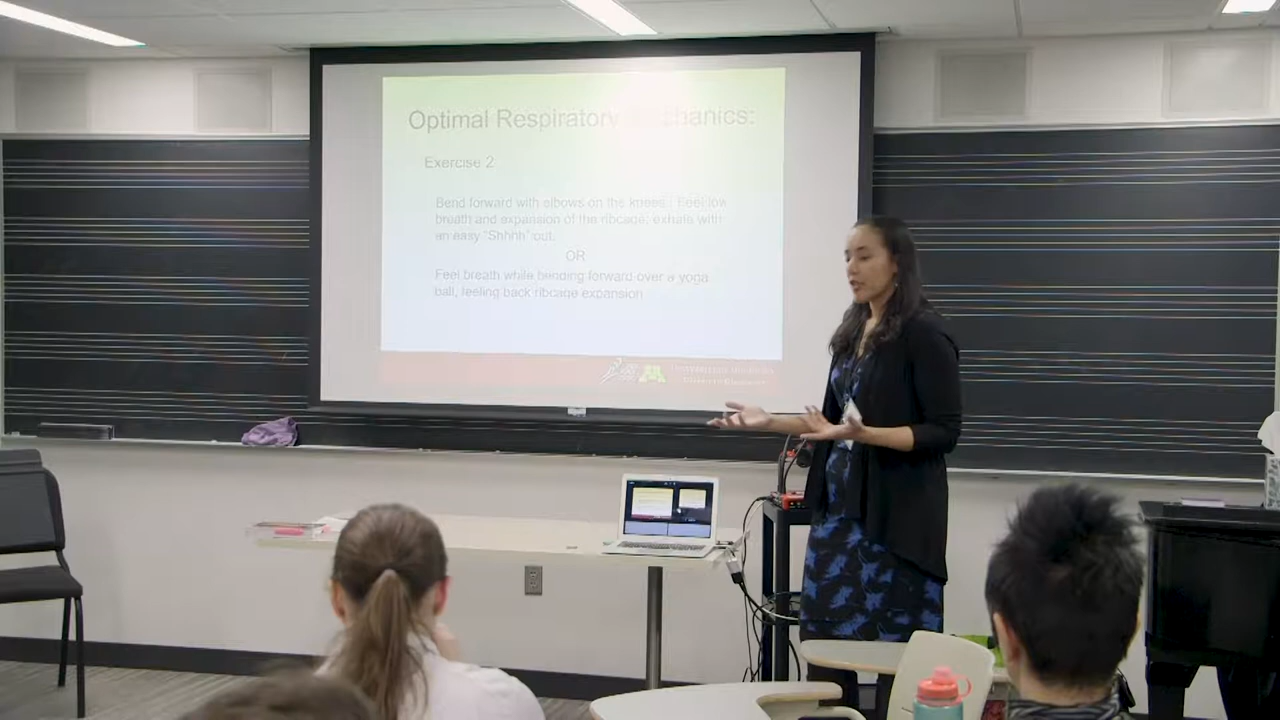 Optimal Respiratory Mechanics:
Exercise 2
Bend forward with elbows on the knees. Feel low
breath and expansion of the ribcage; exhale with
an easy "Shhhh" out.
OR
Feel breath while bending forward over a yoga
ball, feeling back ribcage expansion